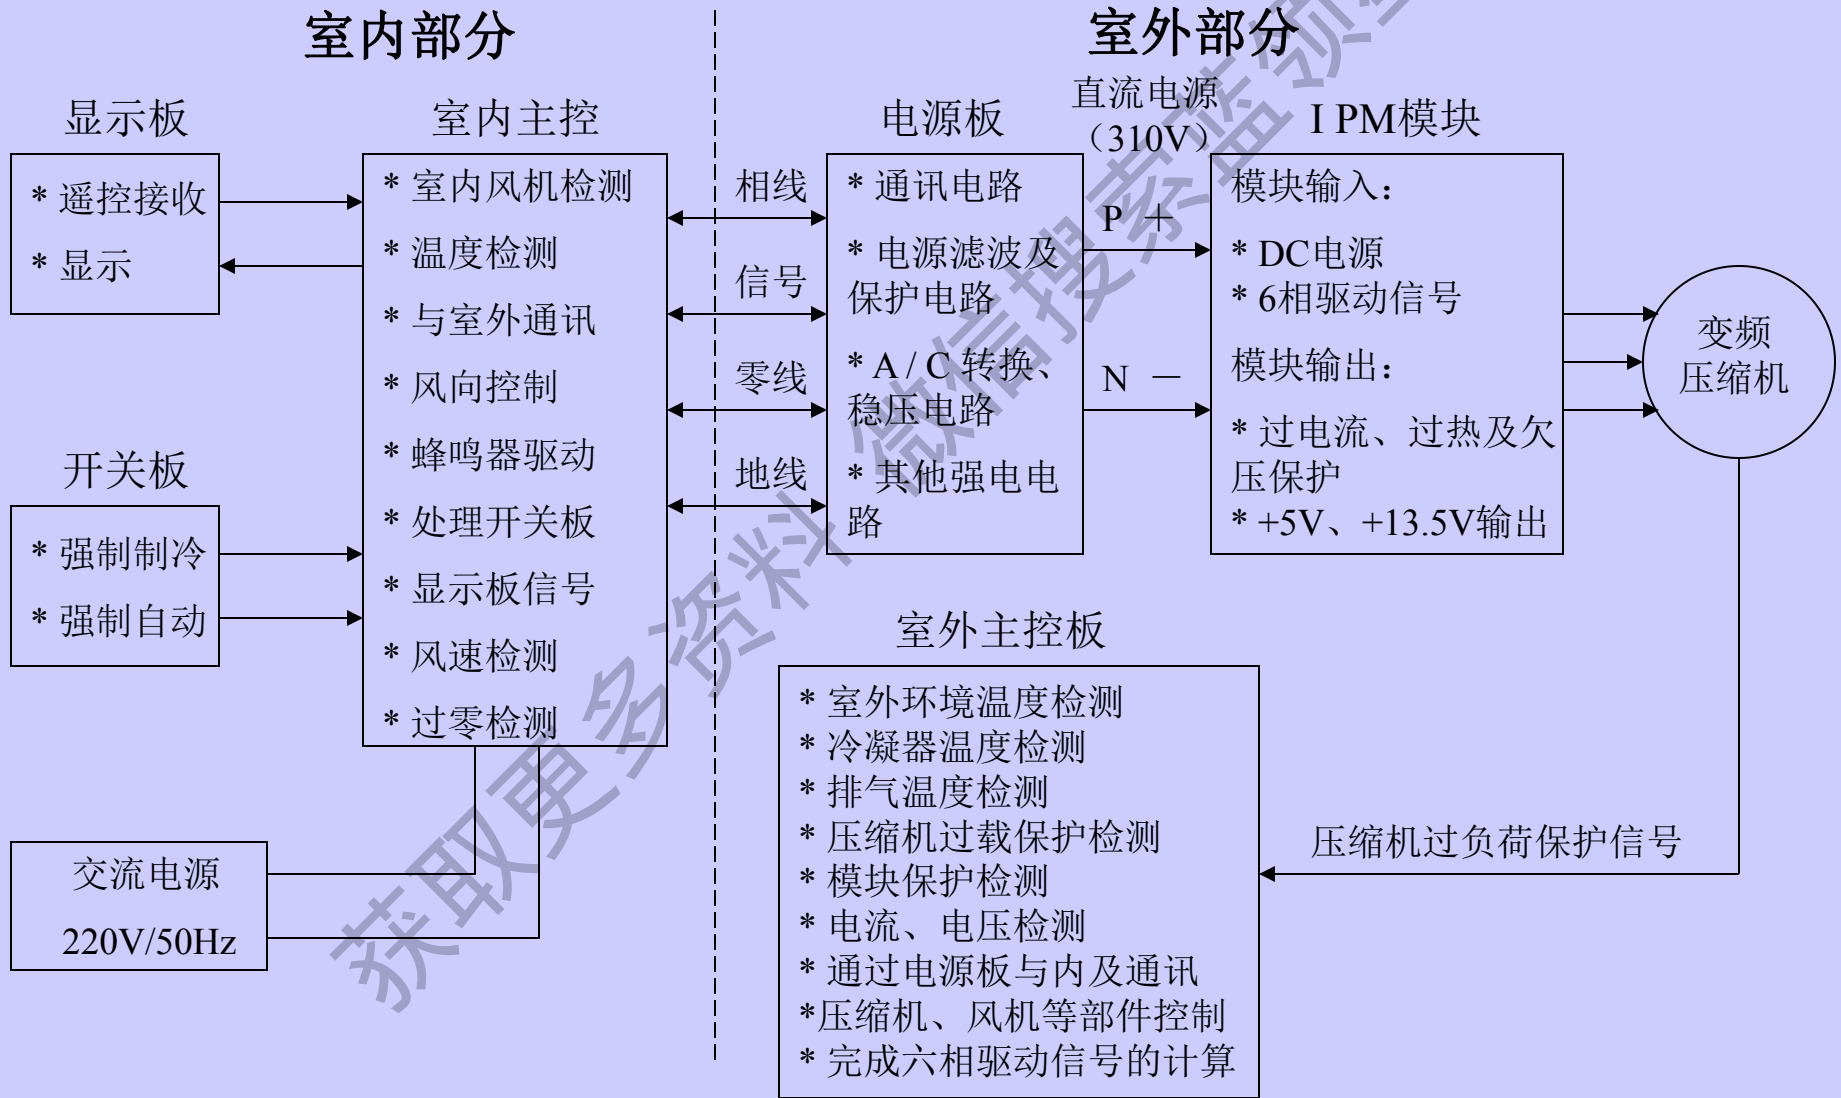 室内部分
室外部分
显示板
* 遥控接收
* 显示
开关板
* 强制制冷
* 强制自动
交流电源
220V/50Hz
室内主控
* 室内风机检测
* 温度检测
* 与室外通讯
* 风向控制
* 蜂鸣器驱动
* 处理开关板
* 显示板信号
* 风速检测
* 过零检测
相线
信号
零线
地线
电源板
* 通讯电路
* 电源滤波及
保护电路
* A / C 转换、
稳压电路
* 其他强电电
路
直流电源
（310V）
P ＋
N －
I PM模块
模块输入：
* DC电源
* 6相驱动信号
模块输出：
* 过电流、过热及欠
压保护
* +5V、+13.5V输出
变频
压缩机
压缩机过负荷保护信号
室外主控板
* 室外环境温度检测
* 冷凝器温度检测
* 排气温度检测
* 压缩机过载保护检测
* 模块保护检测
* 电流、电压检测
* 通过电源板与内及通讯
*压缩机、风机等部件控制
* 完成六相驱动信号的计算
获取更多资料 微信搜索蓝领